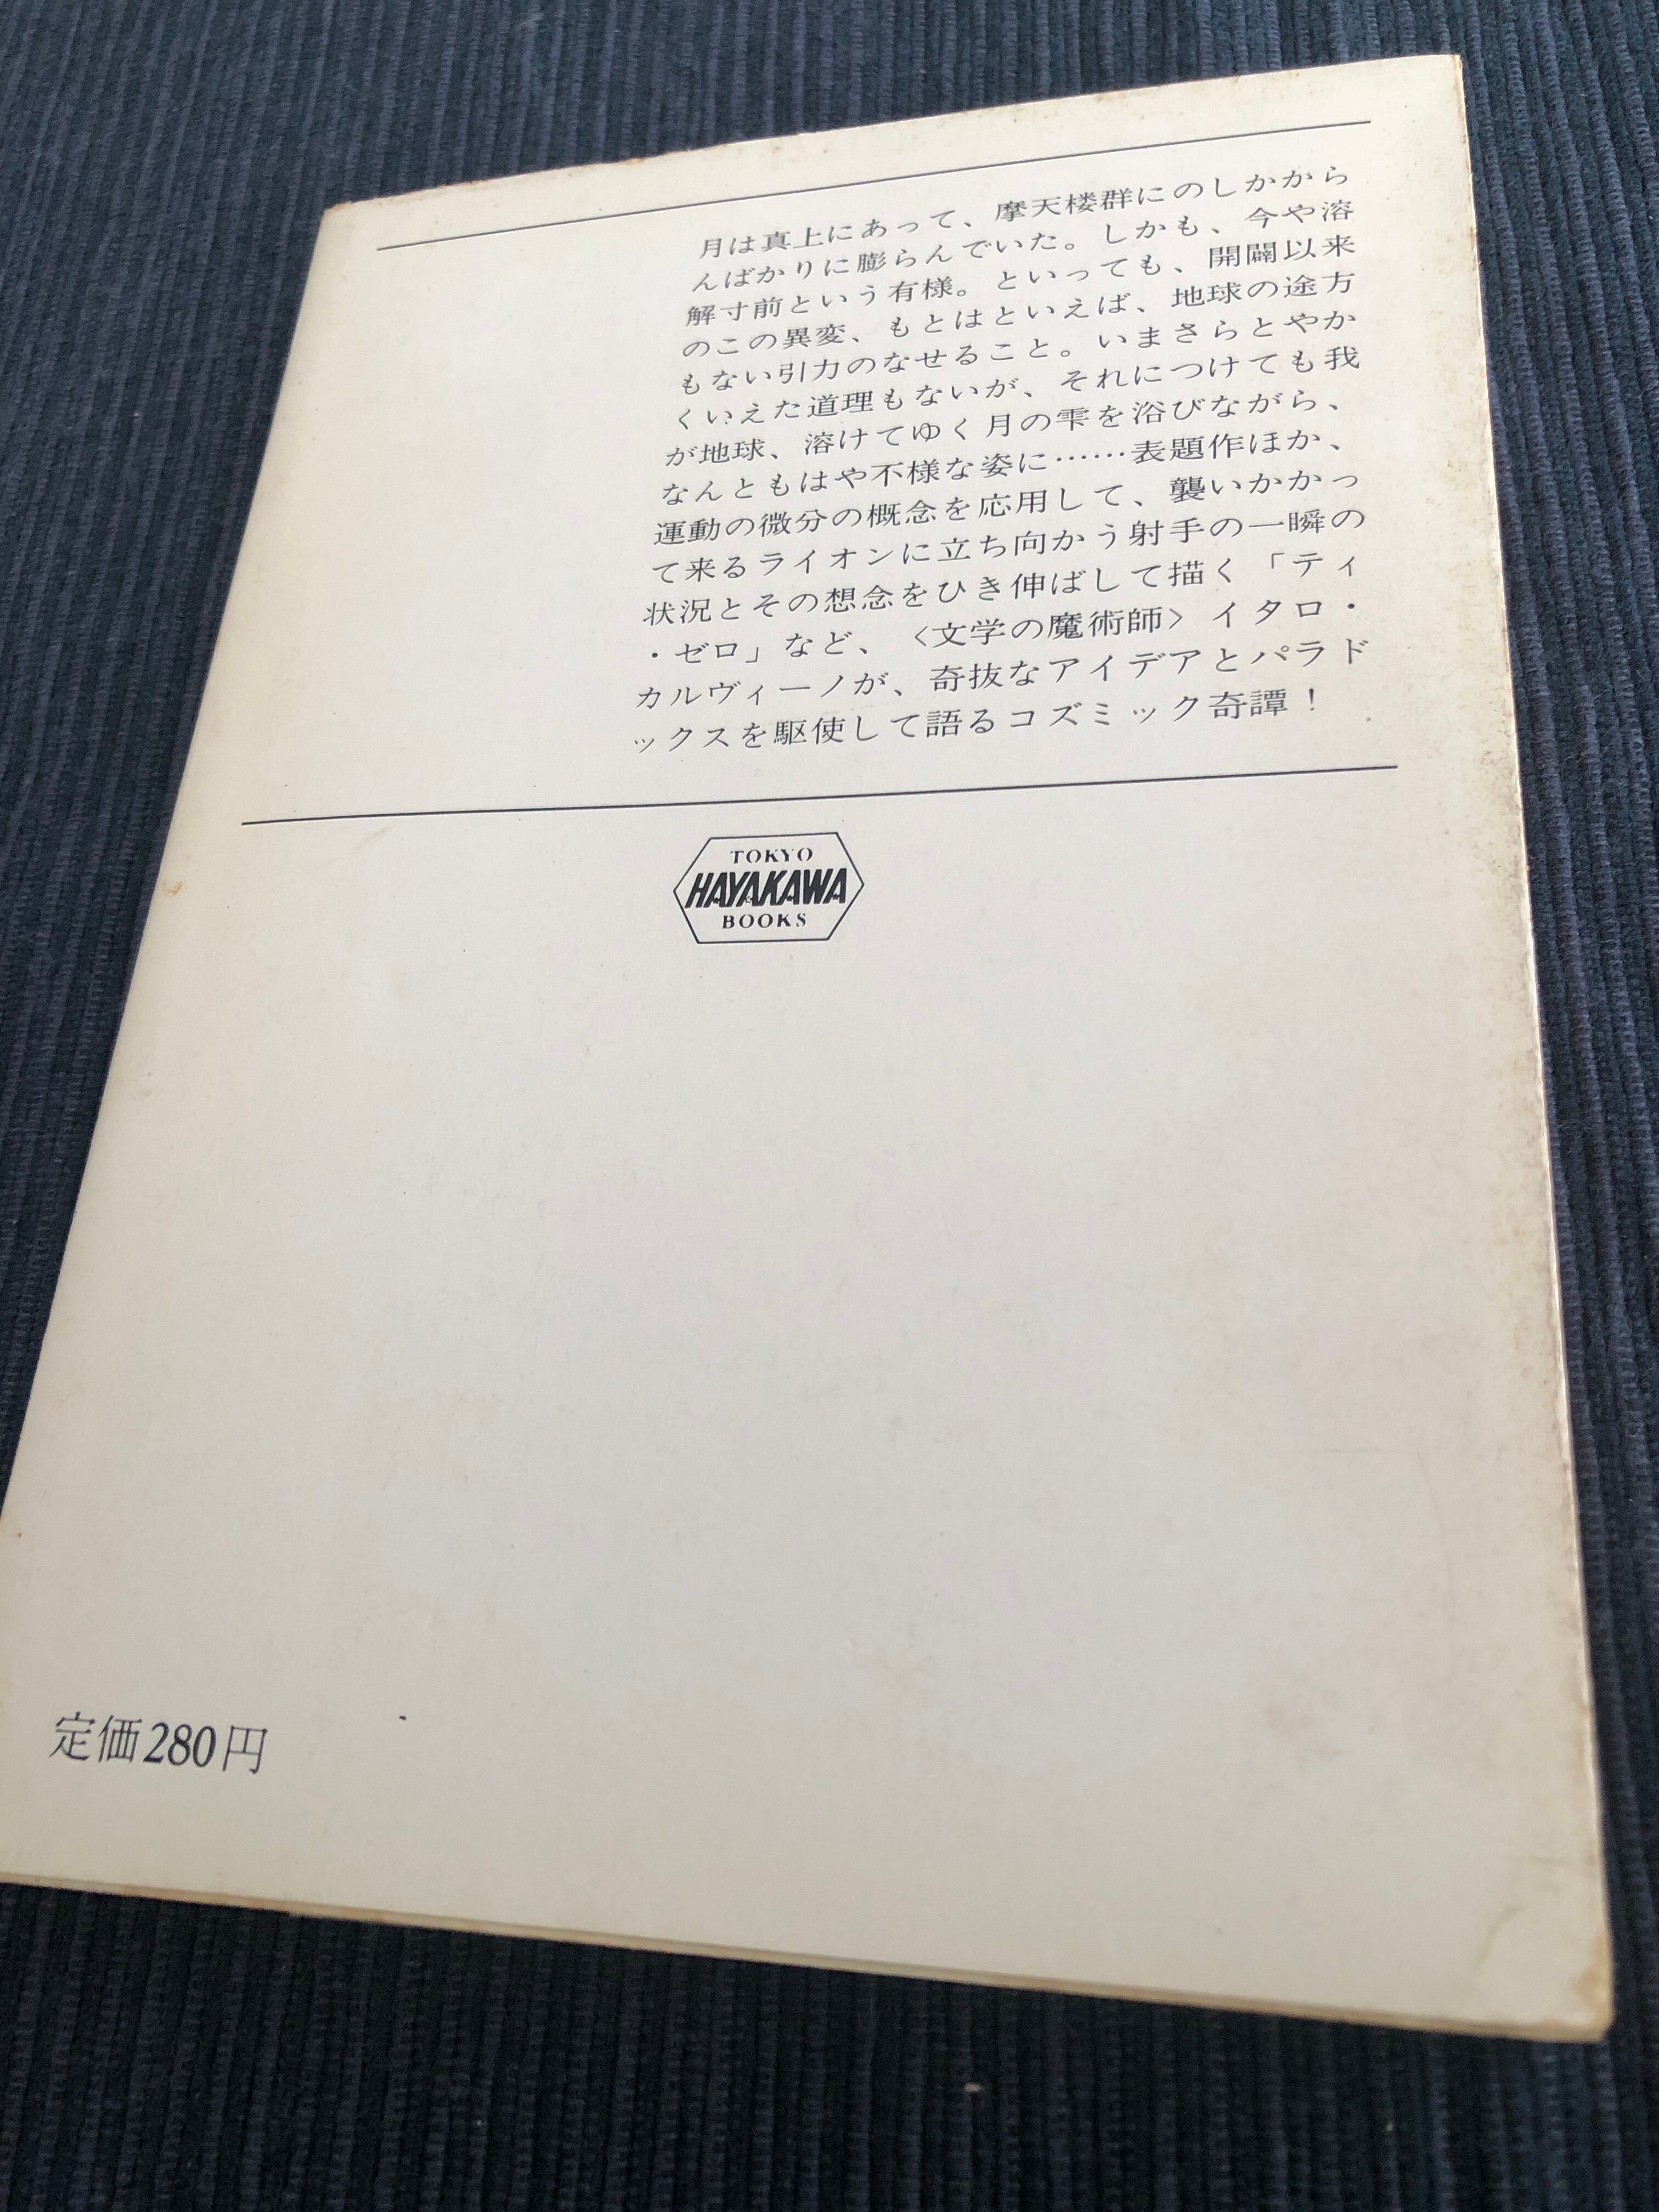 月は真上にあって、摩天楼群にのしかから
んばかりに膨らんでいた。しかも、今や溶
解寸前という有様。といっても、開闢以来
のこの異変、もとはといえば、地球の途方
もない引力のなせること。いまさらとやか
くいえた道理もないが、それにつけても我
が地球、溶けてゆく月の雫を浴びながら、
なんともはや不様な姿に……表題作ほか、
運動の微分の概念を応用して、襲いかかっ
て来るライオンに立ち向かう射手の一瞬の
状況とその想念をひき伸ばして描く「ティ
・ゼロ」など、〈文学の魔術師〉イタロ・
カルヴィーノが、奇抜なアイデアとパラド
ックスを駆使して語るコズミック奇譚！
TOKYO
HAYAKAWA
BOOKS
定価280円